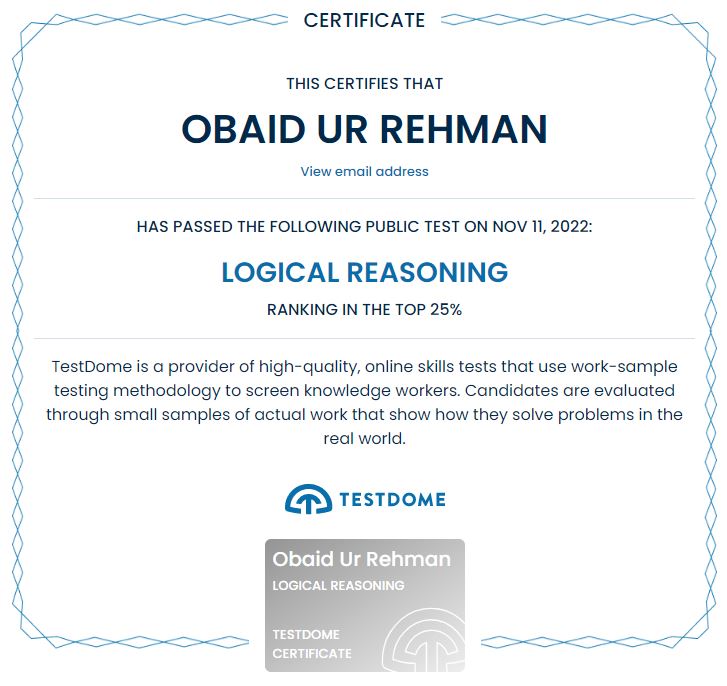 CERTIFICATE
THIS CERTIFIES THAT
OBAID UR REHMAN
View email address
HAS PASSED THE FOLLOWING PUBLIC TEST ON NOV 11, 2022:
LOGICAL REASONING
RANKING IN THE TOP 25%
TestDome is a provider of high-quality, online skills tests that use work-sample
testing methodology to screen knowledge workers. Candidates are evaluated
through small samples of actual work that show how they solve problems in the
real world.
TESTDOME
Obaid Ur Rehman
LOGICAL REASONING
TESTDOME
CERTIFICATE